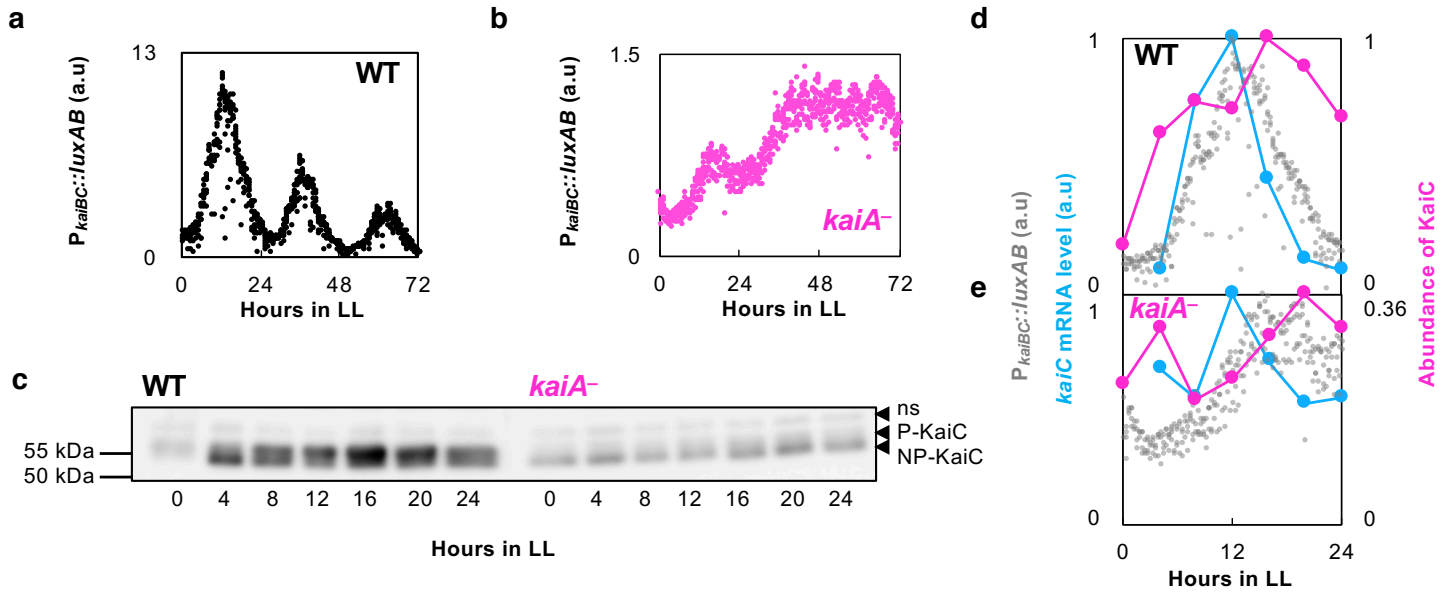 a
13
WT
P_kaiBC::luxAB (a.u)
0
0 24 48 72
Hours in LL
b
1.5
P_kaiBC::luxAB (a.u)
kaiA–
0
0 24 48 72
Hours in LL
c
WT
kaiA–
ns
P-KaiC
NP-KaiC
55 kDa
50 kDa
0 4 8 12 16 20 24 0 4 8 12 16 20 24
Hours in LL
d
1
WT
1
0
0
e
1
kaiA–
0.36
P_kaiBC::luxAB (a.u)
kaiC mRNA level (a.u)
Abundance of KaiC
0
0
0 12 24
Hours in LL